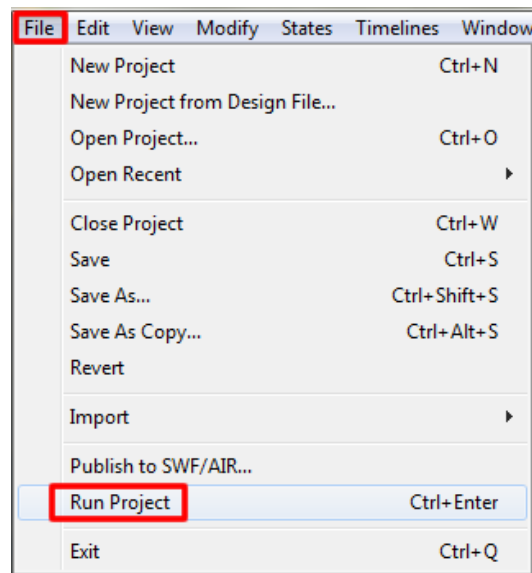 File Edit View Modify States Timelines Window
New Project Ctrl+N
New Project from Design File...
Open Project... Ctrl+O
Open Recent
Close Project Ctrl+W
Save Ctrl+S
Save As... Ctrl+Shift+S
Save As Copy... Ctrl+Alt+S
Revert
Import
Publish to SWF/AIR...
Run Project Ctrl+Enter
Exit Ctrl+Q